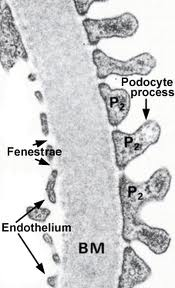 P2
Podocyte
process
P2
Fenestrae
P2
Endothelium
BM